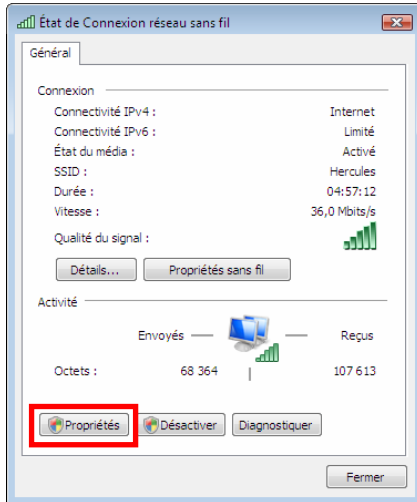 État de Connexion réseau sans fil
Général
Connexion
Connectivité IPv4 : Internet
Connectivité IPv6 : Limité
État du média : Activé
SSID : Hercules
Durée : 04:57:12
Vitesse : 36,0 Mbits/s
Qualité du signal :
Détails... Propriétés sans fil
Activité
Envoyés Reçus
Octets : 68 364 107 613
Propriétés Désactiver Diagnostiquer
Fermer